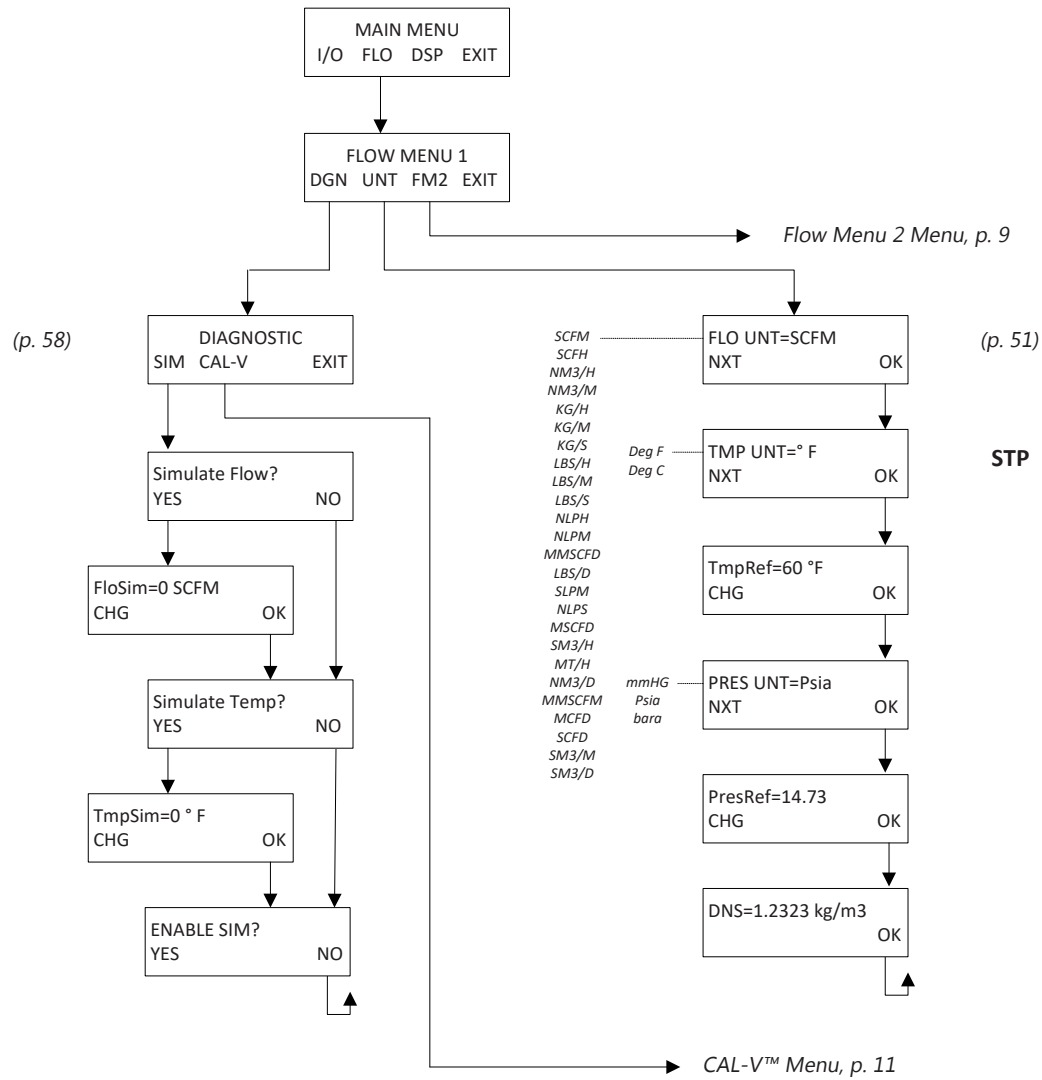 MAIN MENU
I/O FLO DSP EXIT
FLOW MENU 1
DGN UNT FM2 EXIT
Flow Menu 2 Menu, p. 9
(p. 58)
DIAGNOSTIC
SIM CAL-V EXIT
Simulate Flow?
YES NO
FloSim=0 SCFM
CHG OK
Simulate Temp?
YES NO
TmpSim=0 ° F
CHG OK
ENABLE SIM?
YES NO
SCFM
SCFH
NM3/H
NM3/M
KG/H
KG/M
KG/S
LBS/H
LBS/M
LBS/S
NLPH
NLPM
MMSCFD
LBS/D
SLPM
NLPS
MSCFD
SM3/H
MT/H
NM3/D
MMSCFM
MCFD
SCFD
SM3/M
SM3/D
FLO UNT=SCFM
NXT OK
(p. 51)
Deg F
Deg C
TMP UNT=° F
NXT OK
STP
TmpRef=60 °F
CHG OK
mmHG
Psia
bara
PRES UNT=Psia
NXT OK
PresRef=14.73
CHG OK
DNS=1.2323 kg/m3
OK
CAL-V™ Menu, p. 11